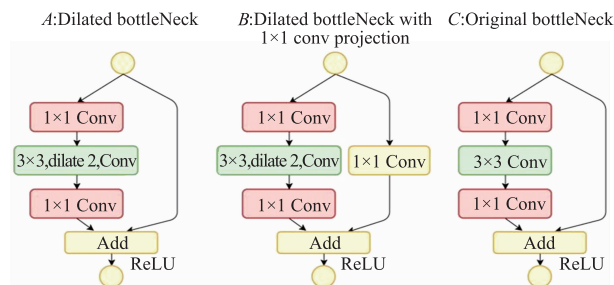 A:Dilated bottleNeck
B:Dilated bottleNeck with
1×1 conv projection
C:Original bottleNeck
1×1 Conv
3×3,dilate 2,Conv
1×1 Conv
Add
ReLU
1×1 Conv
3×3,dilate 2,Conv
1×1 Conv
1×1 Conv
Add
ReLU
1×1 Conv
3×3 Conv
1×1 Conv
Add
ReLU